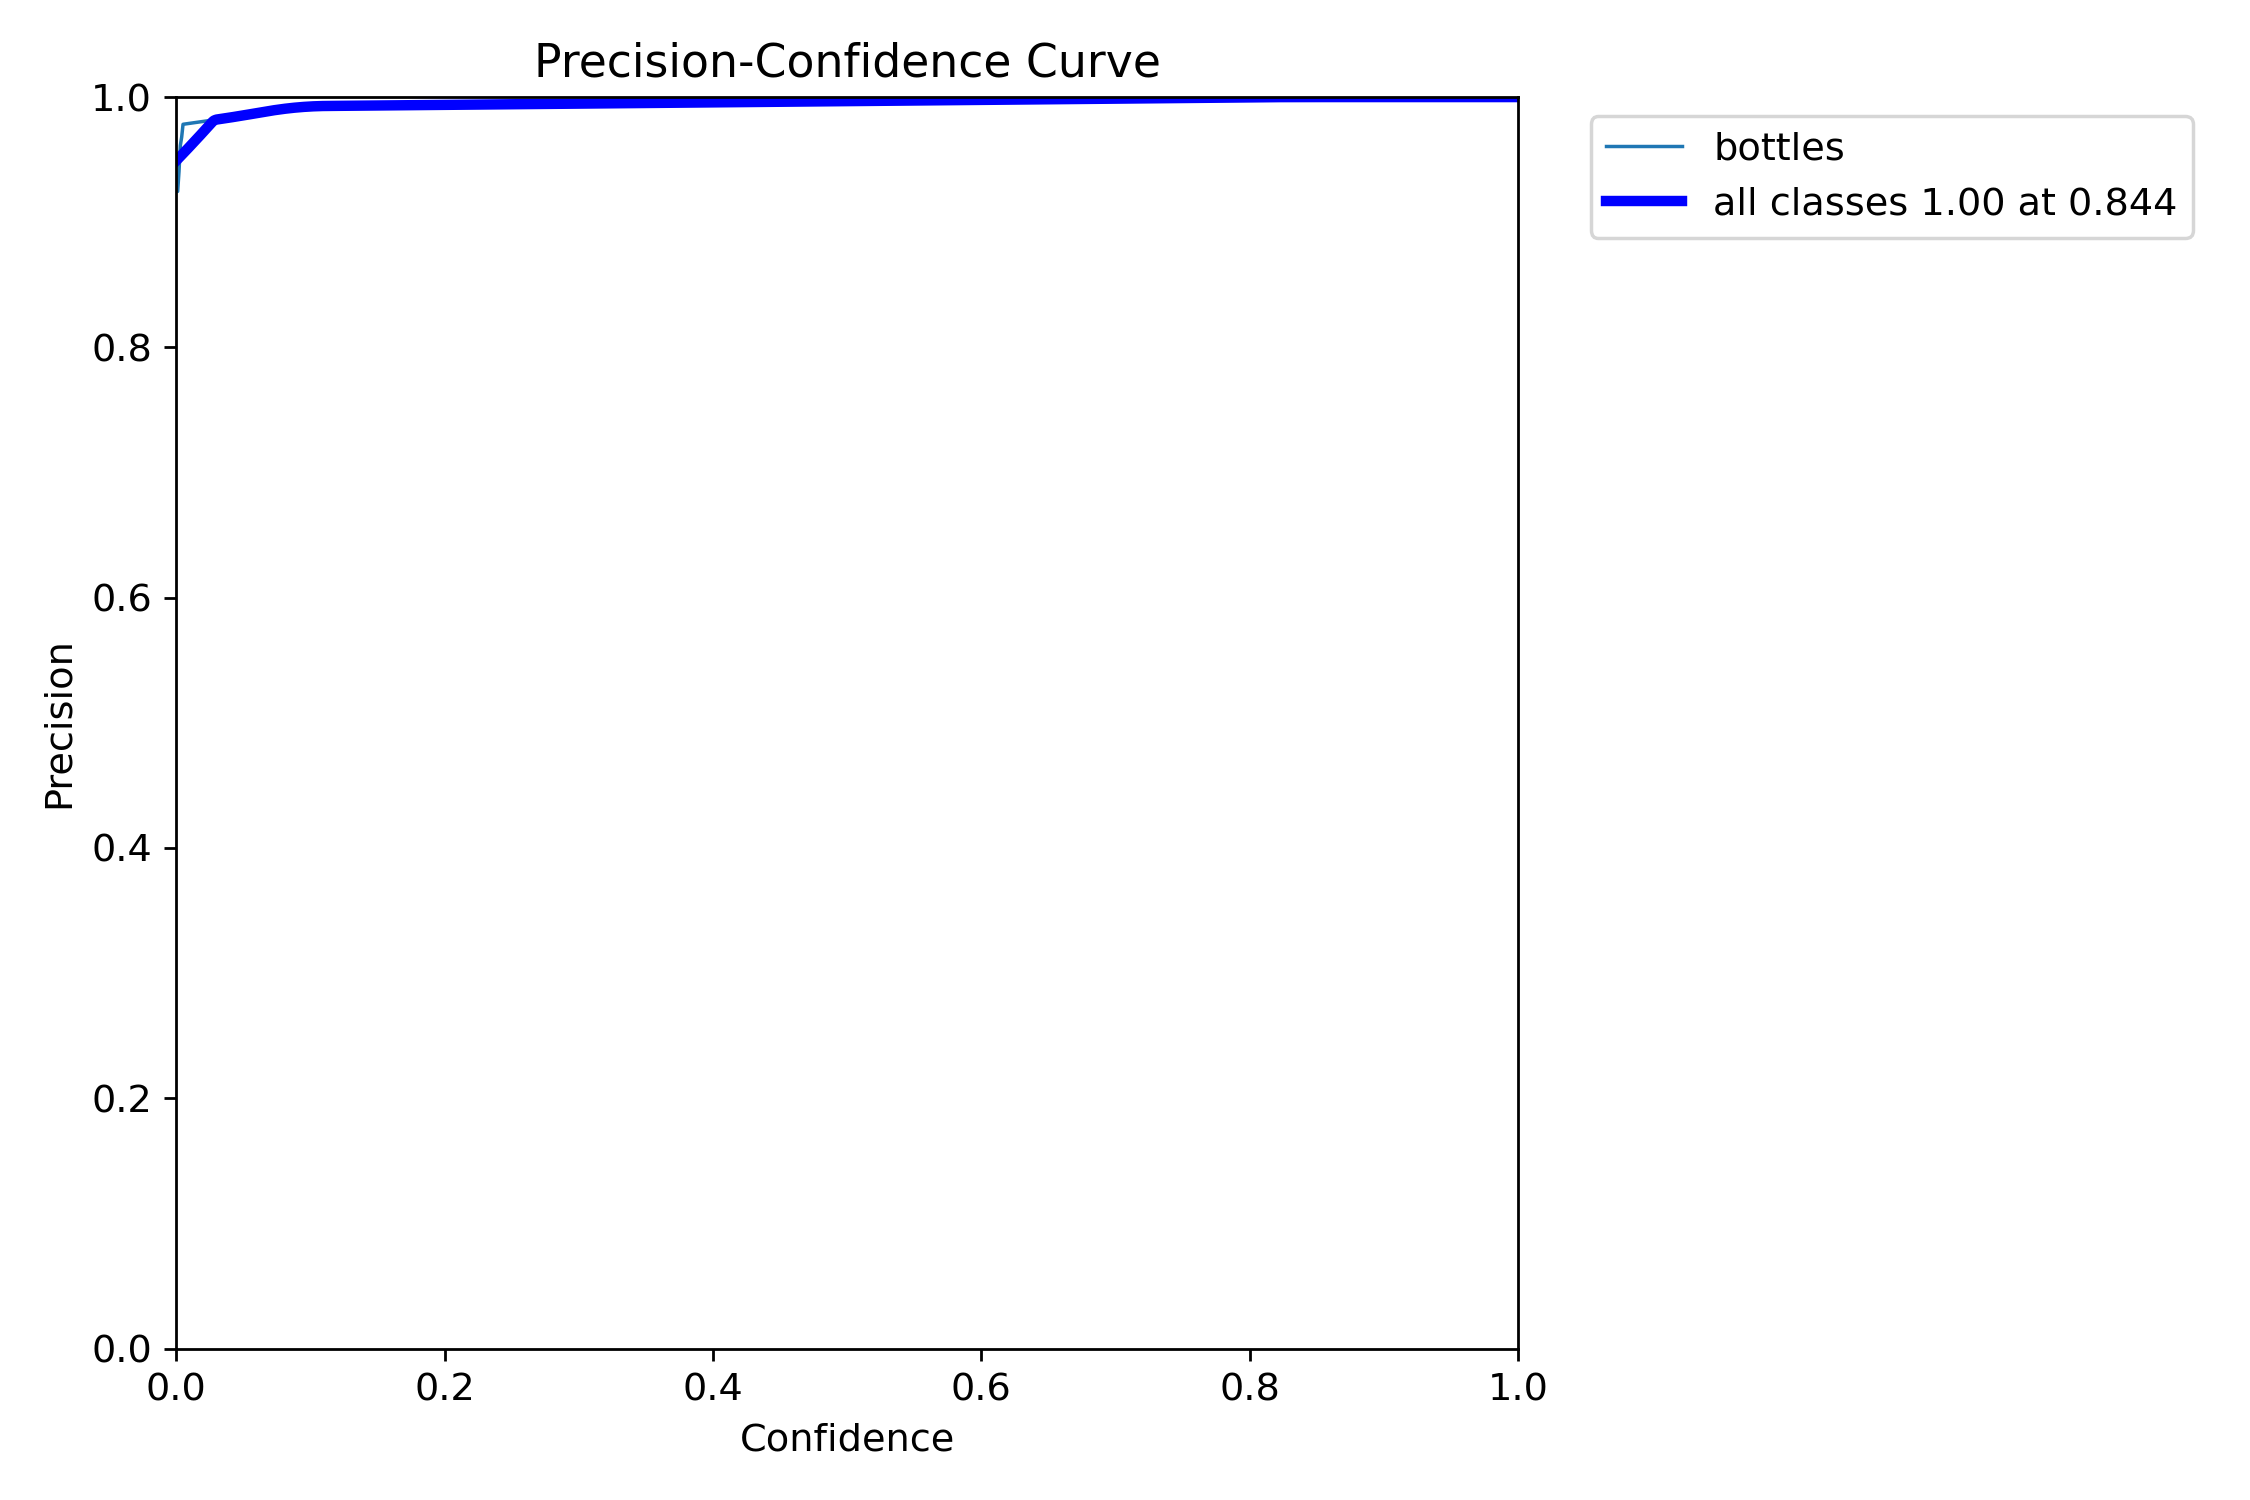 Precision-Confidence Curve
1.0
0.8
0.6
0.4
0.2
0.0
Precision
0.0 0.2 0.4 0.6 0.8 1.0
Confidence
bottles
all classes 1.00 at 0.844